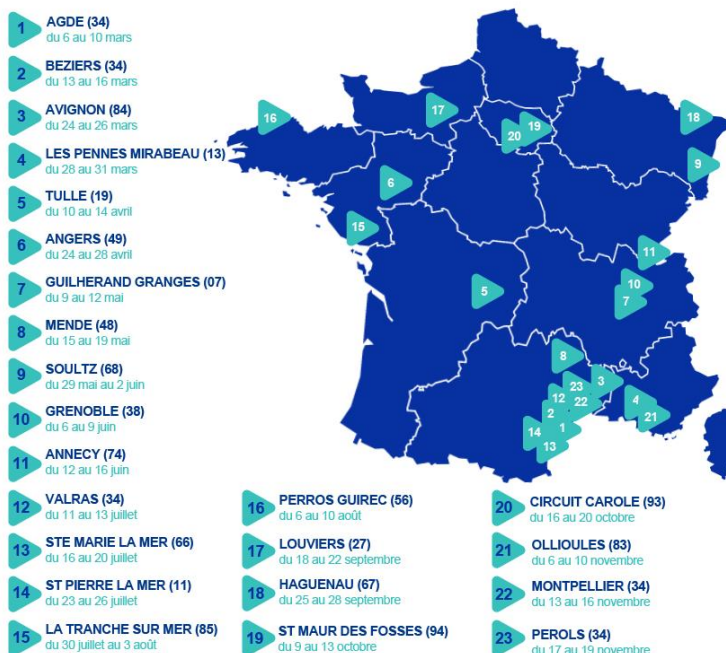 1 AGDE (34)
du 6 au 10 mars
2 BEZIERS (34)
du 13 au 16 mars
3 AVIGNON (84)
du 24 au 26 mars
4 LES PENNES MIRABEAU (13)
du 28 au 31 mars
5 TULLE (19)
du 10 au 14 avril
6 ANGERS (49)
du 24 au 28 avril
7 GUILHERAND GRANGES (07)
du 9 au 12 mai
8 MENDE (48)
du 15 au 19 mai
9 SOULTZ (68)
du 29 mai au 2 juin
10 GRENOBLE (38)
du 6 au 9 juin
11 ANNECY (74)
du 12 au 16 juin
12 VALRAS (34)
du 11 au 13 juillet
13 STE MARIE LA MER (66)
du 16 au 20 juillet
14 ST PIERRE LA MER (11)
du 23 au 26 juillet
15 LA TRANCHE SUR MER (85)
du 30 juillet au 3 août
16 PERROS GUIREC (56)
du 6 au 10 août
17 LOUVIERS (27)
du 18 au 22 septembre
18 HAGUENAU (67)
du 25 au 28 septembre
19 ST MAUR DES FOSSES (94)
du 9 au 13 octobre
20 CIRCUIT CAROLE (93)
du 16 au 20 octobre
21 OLLIOULES (83)
du 6 au 10 novembre
22 MONTPELLIER (34)
du 13 au 16 novembre
23 PEROLS (34)
du 17 au 19 novembre
16
17
18
19
20
9
6
15
11
10
5
7
8
23
3
12
22
4
2
21
14
1
13